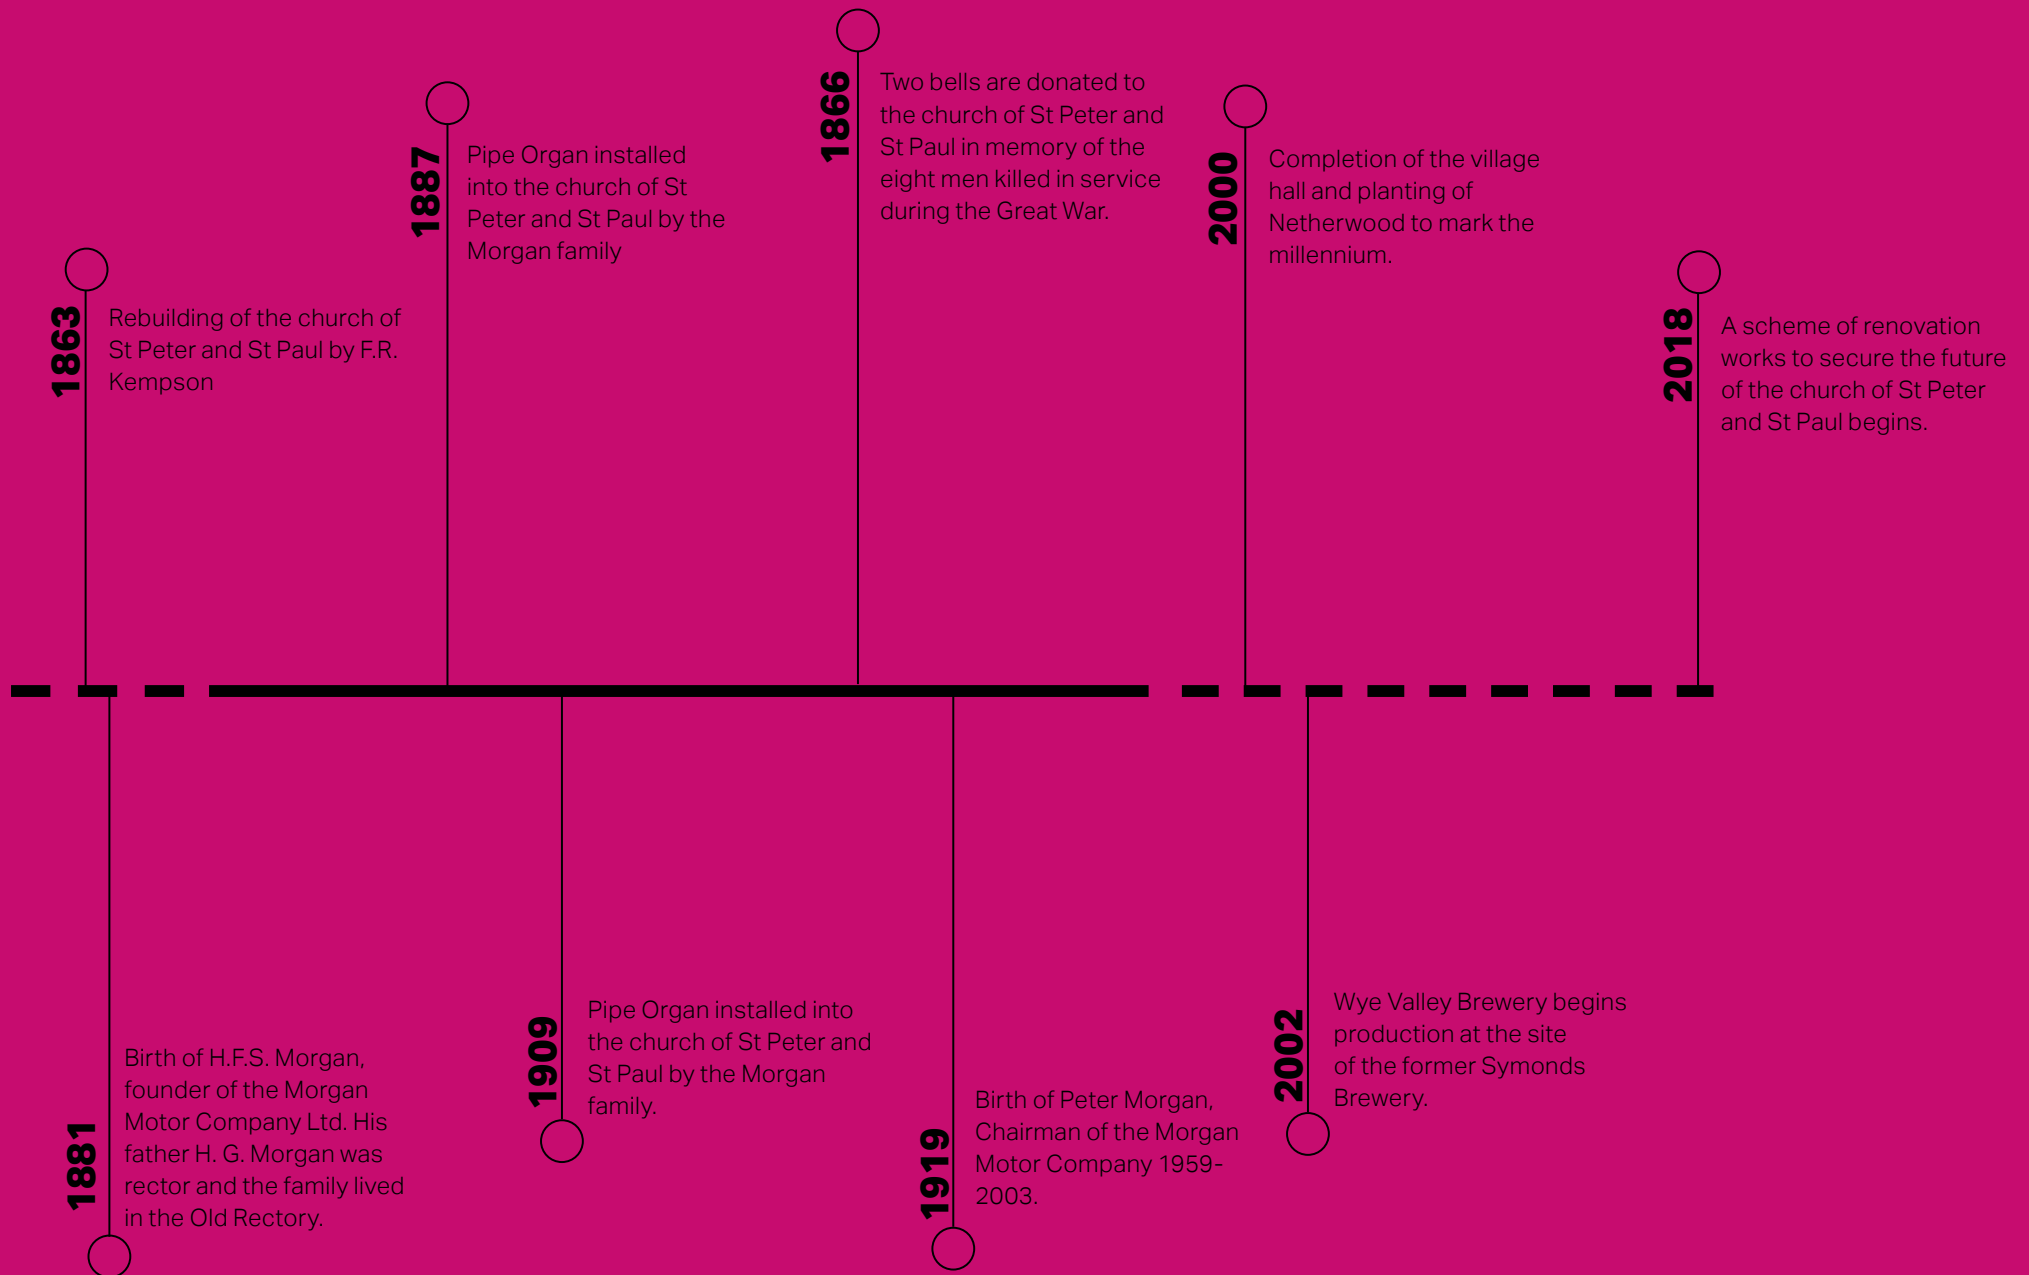 1863
Rebuilding of the church of
St Peter and St Paul by F.R.
Kempson
1887
Pipe Organ installed
into the church of St
Peter and St Paul by the
Morgan family
1866
Two bells are donated to
the church of St Peter and
St Paul in memory of the
eight men killed in service
during the Great War.
2000
Completion of the village
hall and planting of
Netherwood to mark the
millennium.
2018
A scheme of renovation
works to secure the future
of the church of St Peter
and St Paul begins.
1881
Birth of H.F.S. Morgan,
founder of the Morgan
Motor Company Ltd. His
father H. G. Morgan was
rector and the family lived
in the Old Rectory.
1909
Pipe Organ installed into
the church of St Peter and
St Paul by the Morgan
family.
1919
Birth of Peter Morgan,
Chairman of the Morgan
Motor Company 1959-
2003.
2002
Wye Valley Brewery begins
production at the site
of the former Symonds
Brewery.